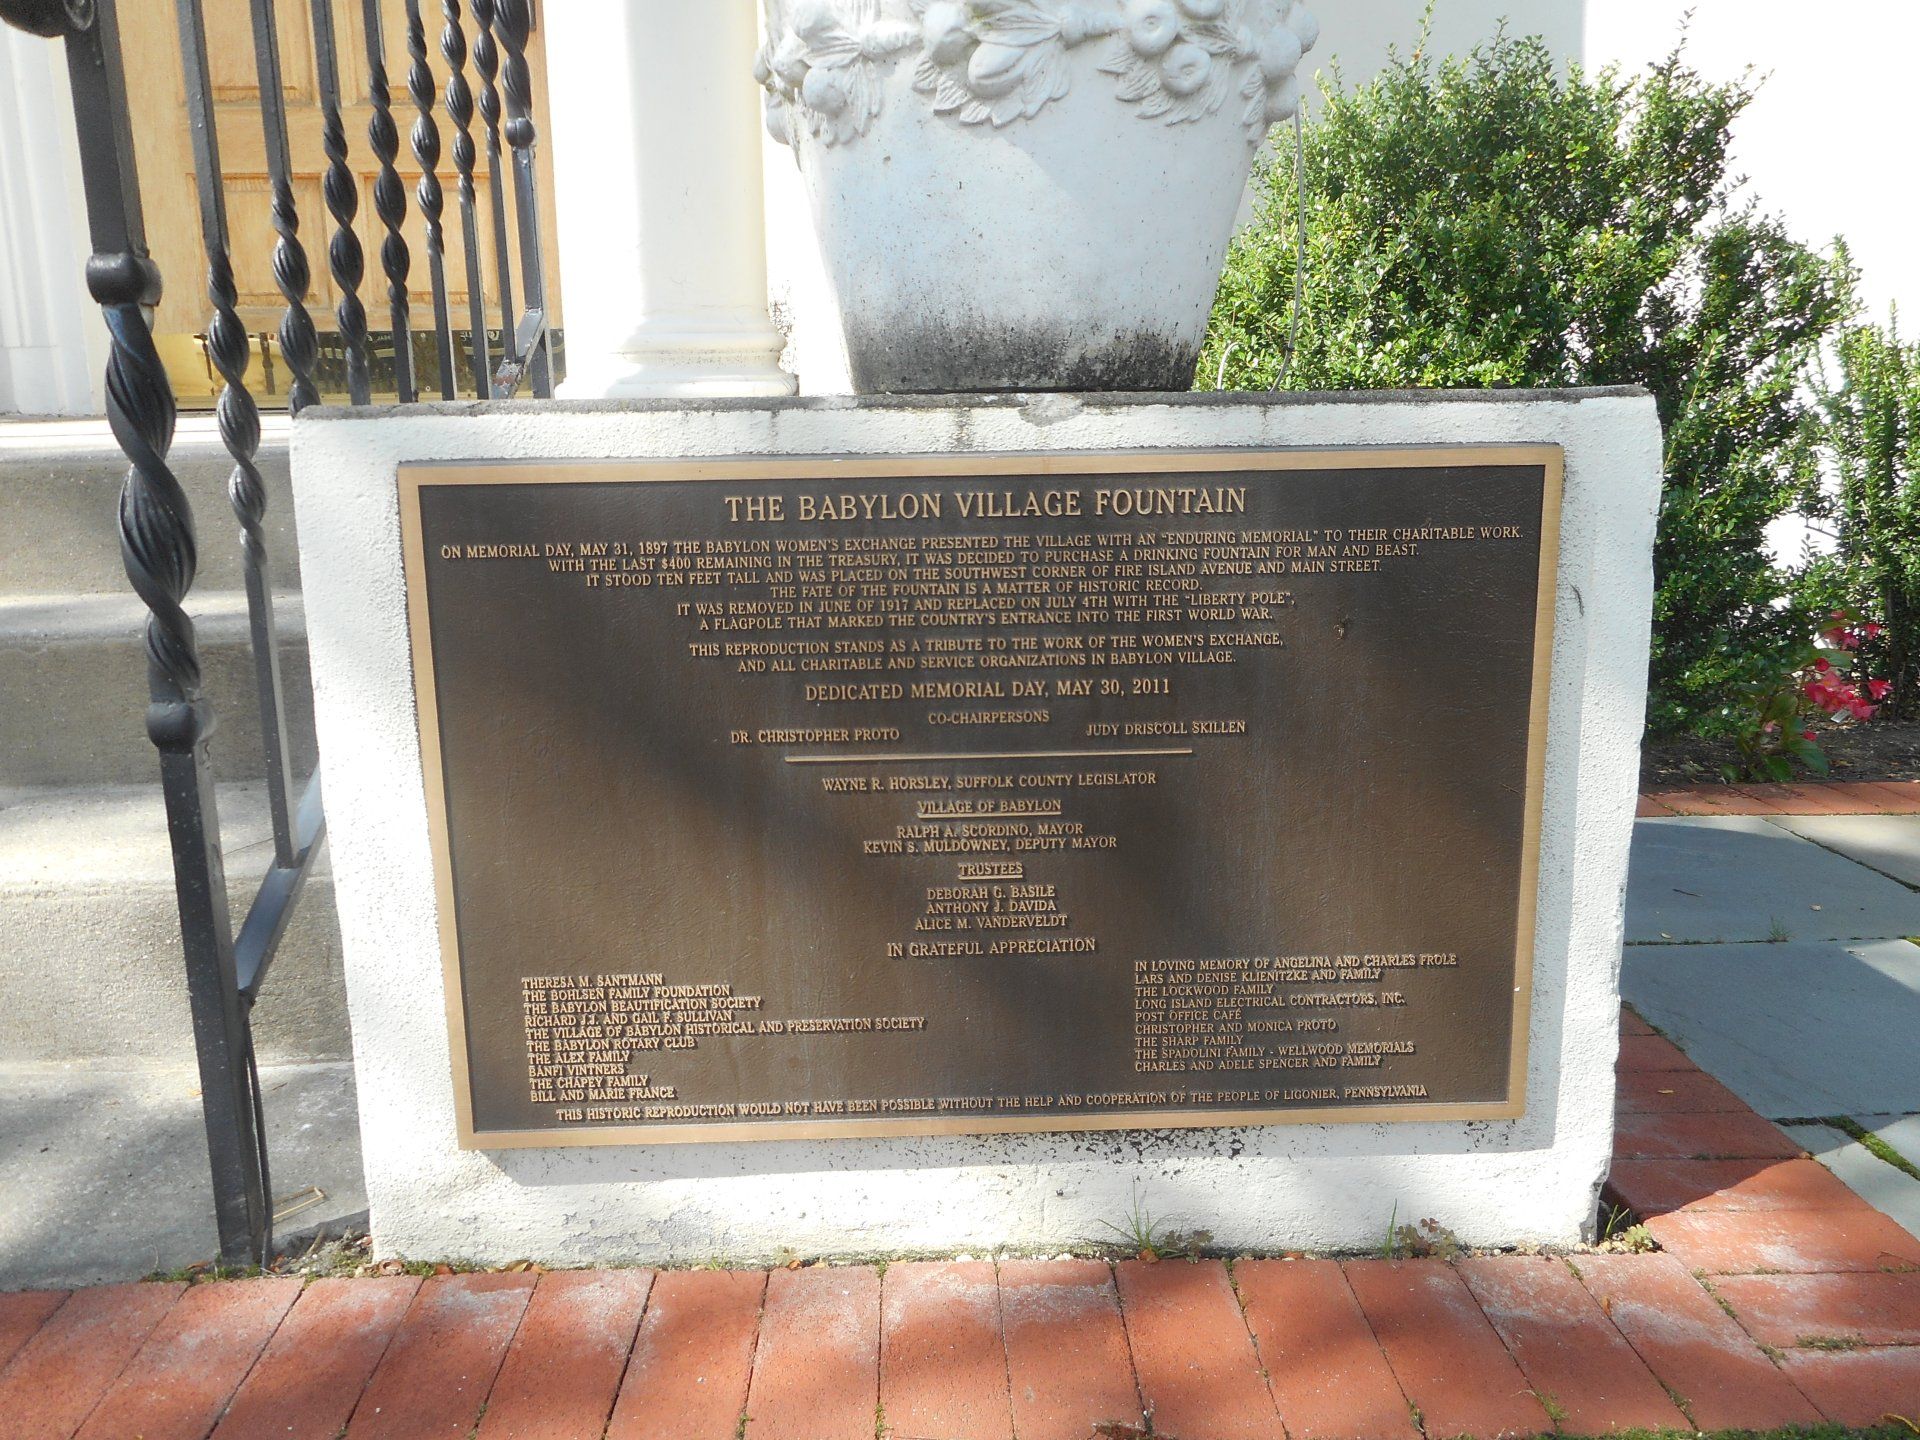 THE BABYLON VILLAGE FOUNTAIN
ON MEMORIAL DAY, MAY 31, 1897 THE BABYLON WOMEN'S EXCHANGE PRESENTED THE VILLAGE WITH AN "ENDURING MEMORIAL" TO THEIR CHARITABLE WORK.
WITH THE LAST $400 REMAINING IN THE TREASURY, IT WAS DECIDED TO PURCHASE A DRINKING FOUNTAIN FOR MAN AND BEAST.
IT STOOD TEN FEET TALL AND WAS PLACED ON THE SOUTHWEST CORNER OF FIRE ISLAND AVENUE AND MAIN STREET.
THE FATE OF THE FOUNTAIN IS A MATTER OF HISTORIC RECORD.
IT WAS REMOVED IN JUNE OF 1917 AND REPLACED ON JULY 4TH WITH THE "LIBERTY POLE",
A FLAGPOLE THAT MARKED THE COUNTRY'S ENTRANCE INTO THE FIRST WORLD WAR.
THIS REPRODUCTION STANDS AS A TRIBUTE TO THE WORK OF THE WOMEN'S EXCHANGE,
AND ALL CHARITABLE AND SERVICE ORGANIZATIONS IN BABYLON VILLAGE.
DEDICATED MEMORIAL DAY, MAY 30, 2011
CO-CHAIRPERSONS
DR. CHRISTOPHER PROTO JUDY DRISCOLL SKILLEN
WAYNE R. HORSLEY, SUFFOLK COUNTY LEGISLATOR
VILLAGE OF BABYLON
RALPH A. SCORDINO, MAYOR
KEVIN S. MULDOWNEY, DEPUTY MAYOR
TRUSTEES
DEBORAH G. BASILE
ANTHONY J. DAVIDA
ALICE M. VANDERVELDT
IN GRATEFUL APPRECIATION
THERESA M. SANTMANN
THE BOHLSEN FAMILY FOUNDATION
THE BABYLON BEAUTIFICATION SOCIETY
RICHARD J.J. AND GAIL F. SULLIVAN
THE VILLAGE OF BABYLON HISTORICAL AND PRESERVATION SOCIETY
THE BABYLON ROTARY CLUB
THE ALEX FAMILY
BANFI VINTNERS
THE CHAPEY FAMILY
BILL AND MARIE FRANCE
IN LOVING MEMORY OF ANGELINA AND CHARLES FROLE
LARS AND DENISE KLIENITZKE AND FAMILY
THE LOCKWOOD FAMILY
LONG ISLAND ELECTRICAL CONTRACTORS, INC.
POST OFFICE CAFÉ
CHRISTOPHER AND MONICA PROTO
THE SHARP FAMILY
THE SPADOLINI FAMILY - WELLWOOD MEMORIALS
CHARLES AND ADELE SPENCER AND FAMILY
THIS HISTORIC REPRODUCTION WOULD NOT HAVE BEEN POSSIBLE WITHOUT THE HELP AND COOPERATION OF THE PEOPLE OF LIGONIER, PENNSYLVANIA